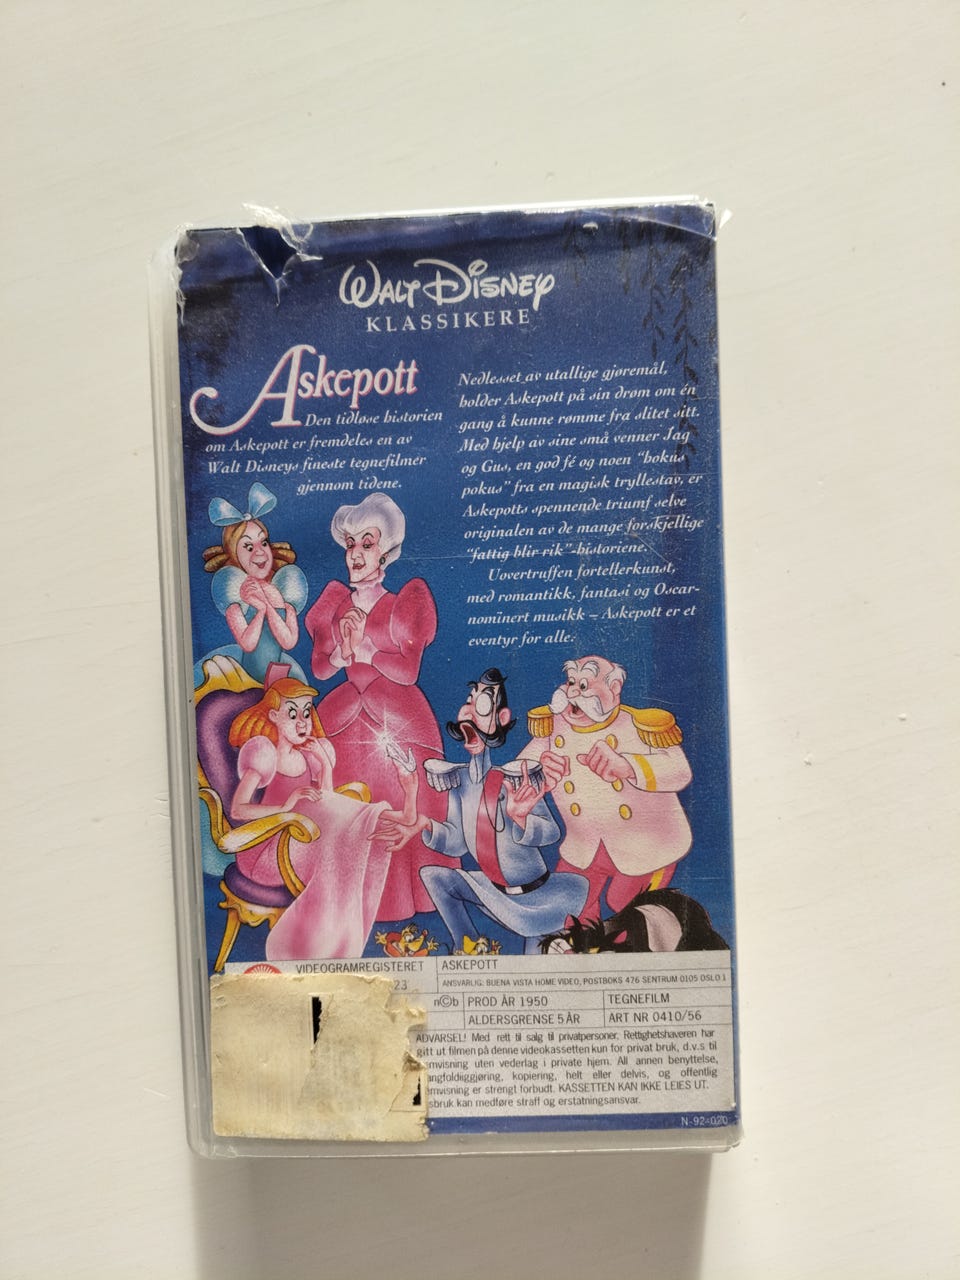 WALT DISNEY
KLASSIKERE
Askepott
Den tidløse historien
om Askepott er fremdeles en av
Walt Disneys fineste tegnefilmer
gjennom tidene.
Nedlesset av utallige gjøremål,
holder Askepott på sin drøm om én
gang å kunne rømme fra slitet sitt.
Med hjelp av sine små venner Jaq
og Gus, en god fé og noen "hokus
pokus" fra en magisk tryllestav, er
Askepotts spennende triumf selve
originalen av de mange forskjellige
"fattig blir rik"-historiene.
Uovertruffen fortellerkunst,
med romantikk, fantasi og Oscar-
nominert musikk – Askepott er et
eventyr for alle.
VIDEOGRAMREGISTERET
23
ASKEPOTT
ANSVARLIG: BUENA VISTA HOME VIDEO, POSTBOKS 476 SENTRUM 0105 OSLO 1
n©b
PROD ÅR 1950
TEGNEFILM
ALDERSGRENSE 5 ÅR
ART NR 0410/56
ADVARSEL! Med rett til salg til privatpersoner. Rettighetshaveren har
gitt ut filmen på denne videokassetten kun for privat bruk, d.v.s til
mvisning uten vederlag i private hjem. All annen benyttelse,
angfoldiggjøring, kopiering, helt eller delvis, og offentlig
emvisning er strengt forbudt. KASSETTEN KAN IKKE LEIES UT.
sbruk kan medføre straff og erstatningsansvar.
N-92-020